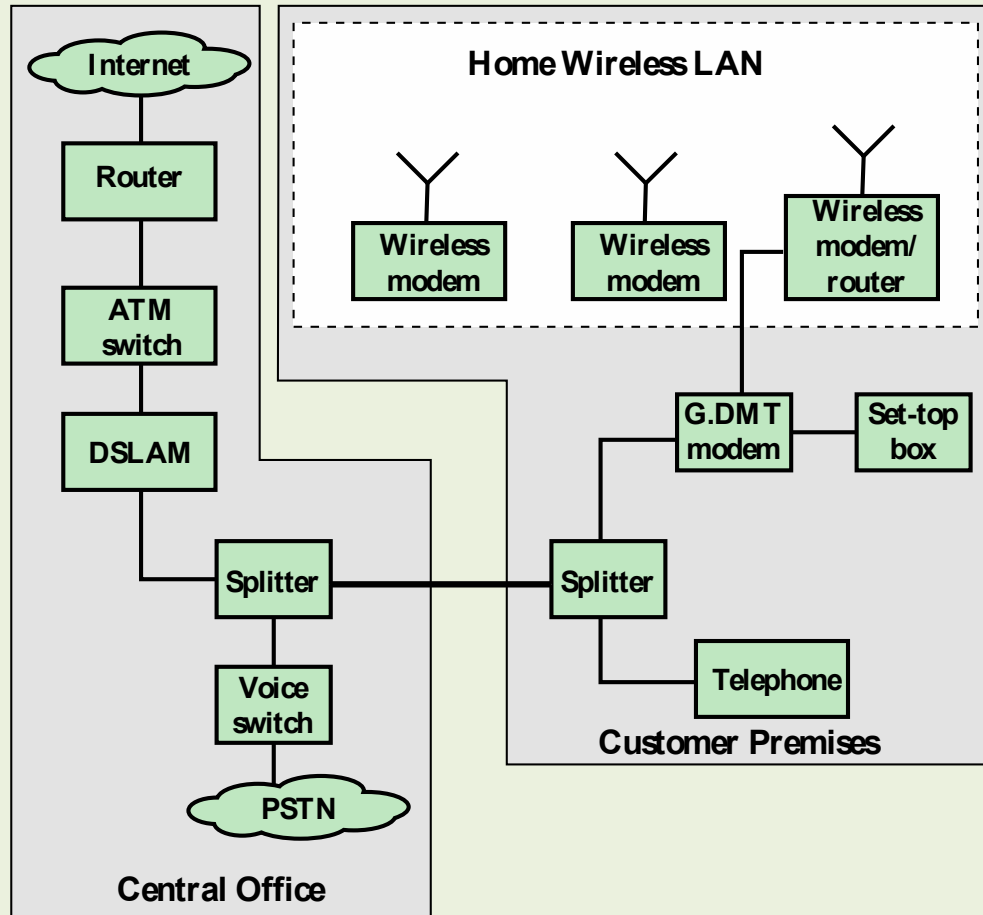 Internet
Router
ATM
switch
DSLAM
Splitter
Voice
switch
PSTN
Central Office
Home Wireless LAN
Wireless
modem
Wireless
modem
Wireless
modem/
router
G.DMT
modem
Set-top
box
Splitter
Telephone
Customer Premises